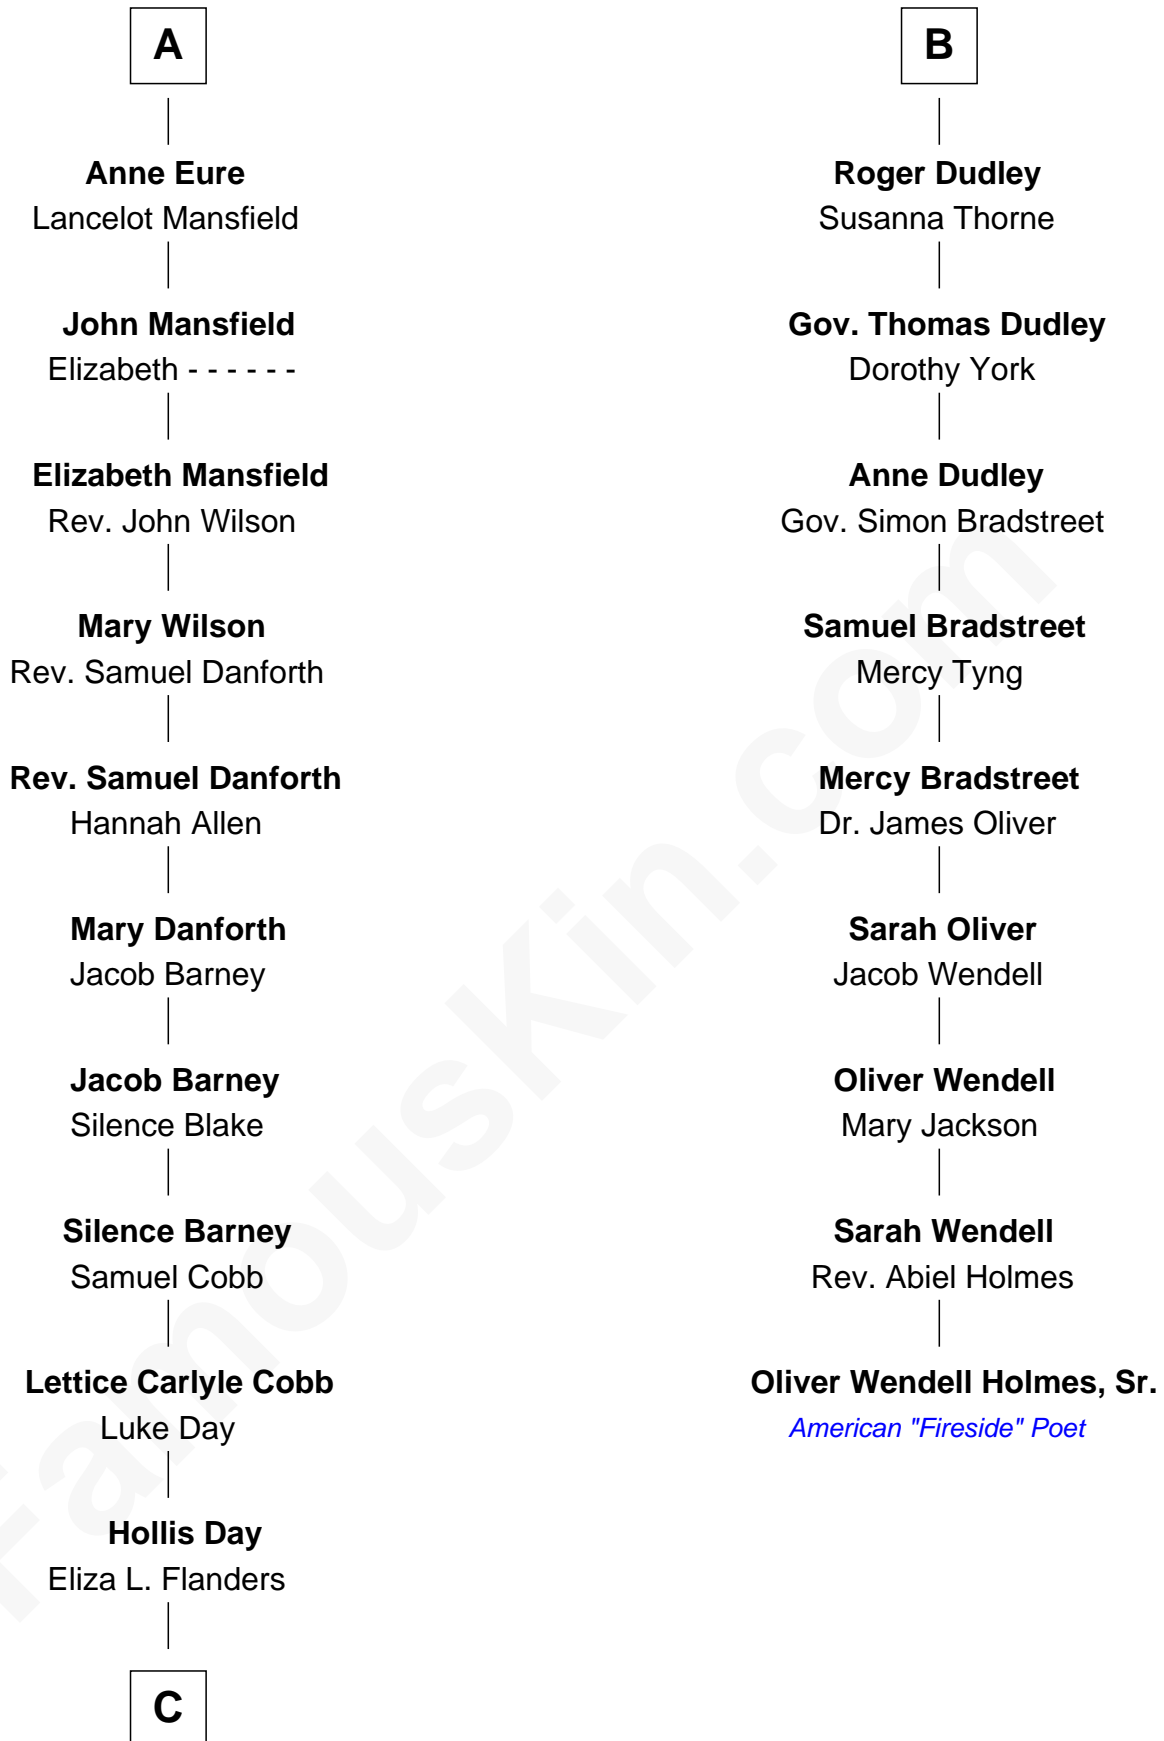 A
Anne Eure
Lancelot Mansfield
John Mansfield
Elizabeth - - - - - -
Elizabeth Mansfield
Rev. John Wilson
Mary Wilson
Rev. Samuel Danforth
Rev. Samuel Danforth
Hannah Allen
Mary Danforth
Jacob Barney
Jacob Barney
Silence Blake
Silence Barney
Samuel Cobb
Lettice Carlyle Cobb
Luke Day
Hollis Day
Eliza L. Flanders
C
B
Roger Dudley
Susanna Thorne
Gov. Thomas Dudley
Dorothy York
Anne Dudley
Gov. Simon Bradstreet
Samuel Bradstreet
Mercy Tyng
Mercy Bradstreet
Dr. James Oliver
Sarah Oliver
Jacob Wendell
Oliver Wendell
Mary Jackson
Sarah Wendell
Rev. Abiel Holmes
Oliver Wendell Holmes, Sr.
American "Fireside" Poet
FamousKin.com